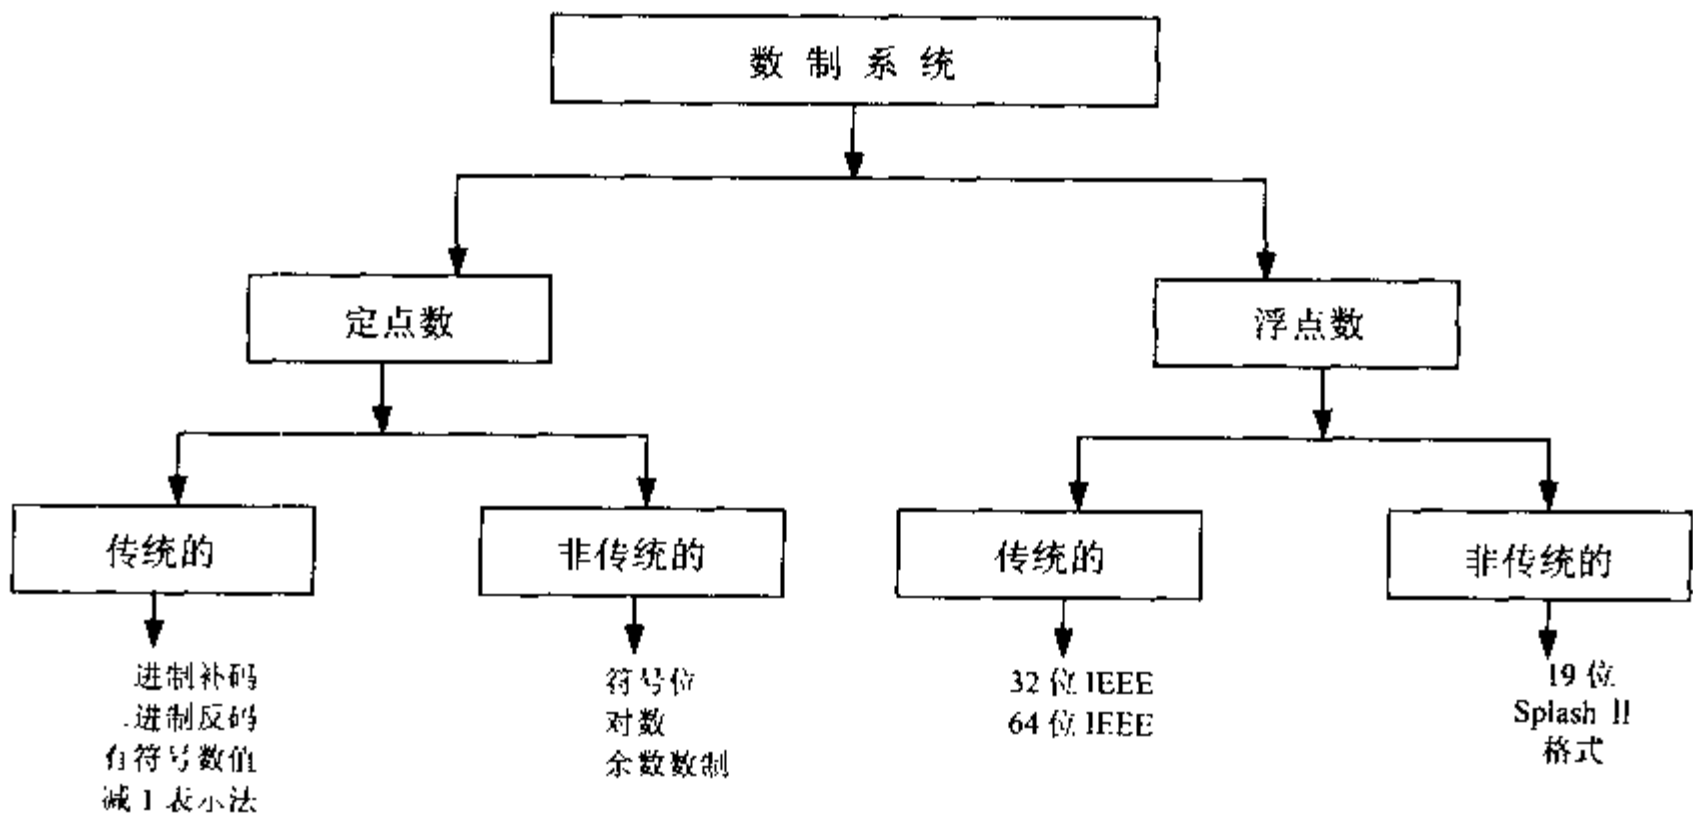 数制系统
定点数
浮点数
传统的
非传统的
传统的
非传统的
进制补码
进制反码
有符号数值
减1表示法
符号位
对数
余数数制
32位IEEE
64位IEEE
19位
Splash II
格式